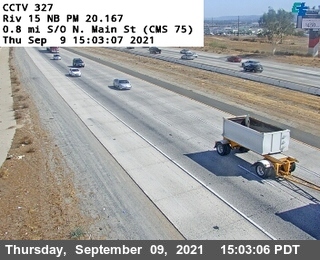 CCTV 327
Riv 15 NB PM 20.167
0.8 mi S/O N. Main St (CMS 75)
Thu Sep  9 15:03:07 2021
Thursday, September 09, 2021 15:03:06 PDT